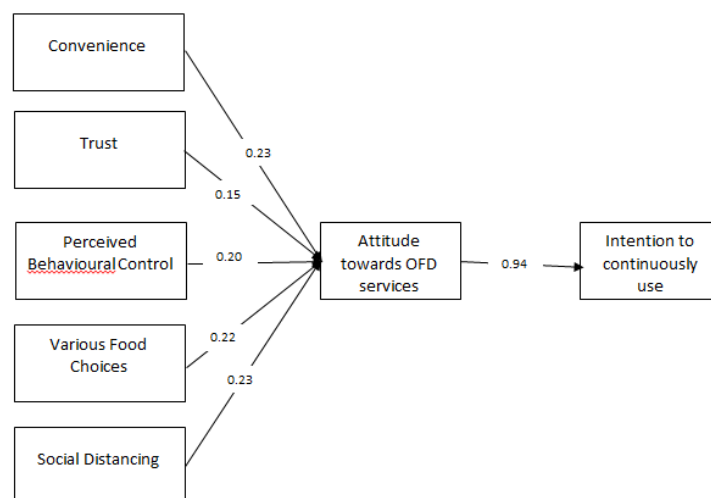 Convenience
0.23
Trust
0.15
Perceived
Behavioural Control
0.20
Attitude
towards OFD
services
0.94
Intention to
continuously
use
Various Food
Choices
0.22
0.23
Social Distancing